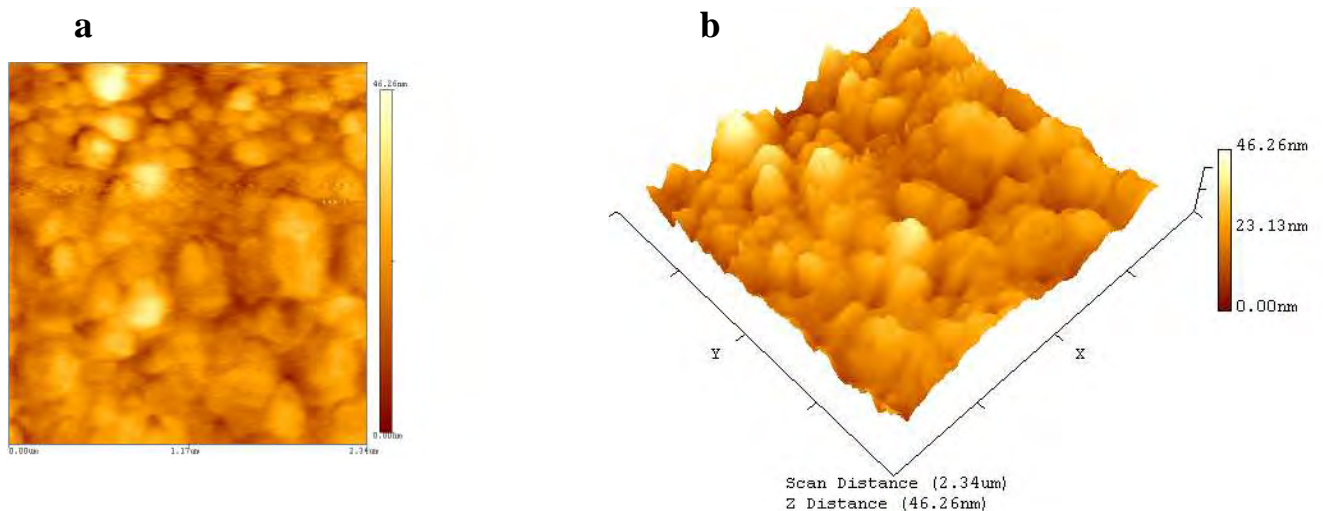 a
46.26nm
0.00nm
0.00um
1.17um
2.34um
b
46.26nm
23.13nm
0.00nm
Y
X
Scan Distance (2.34um)
Z Distance (46.26nm)